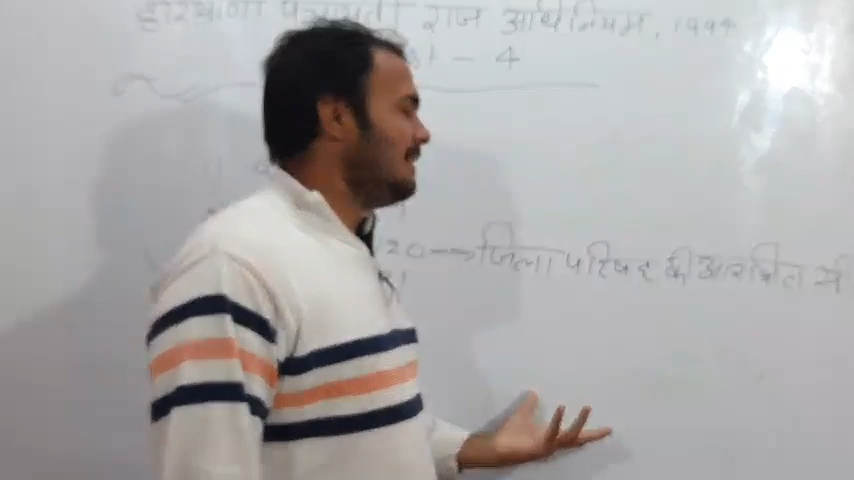 हरियाणा पंचायती राज अधिनियम, 1994
- 4
120 → जिला परिषद की आरक्षित